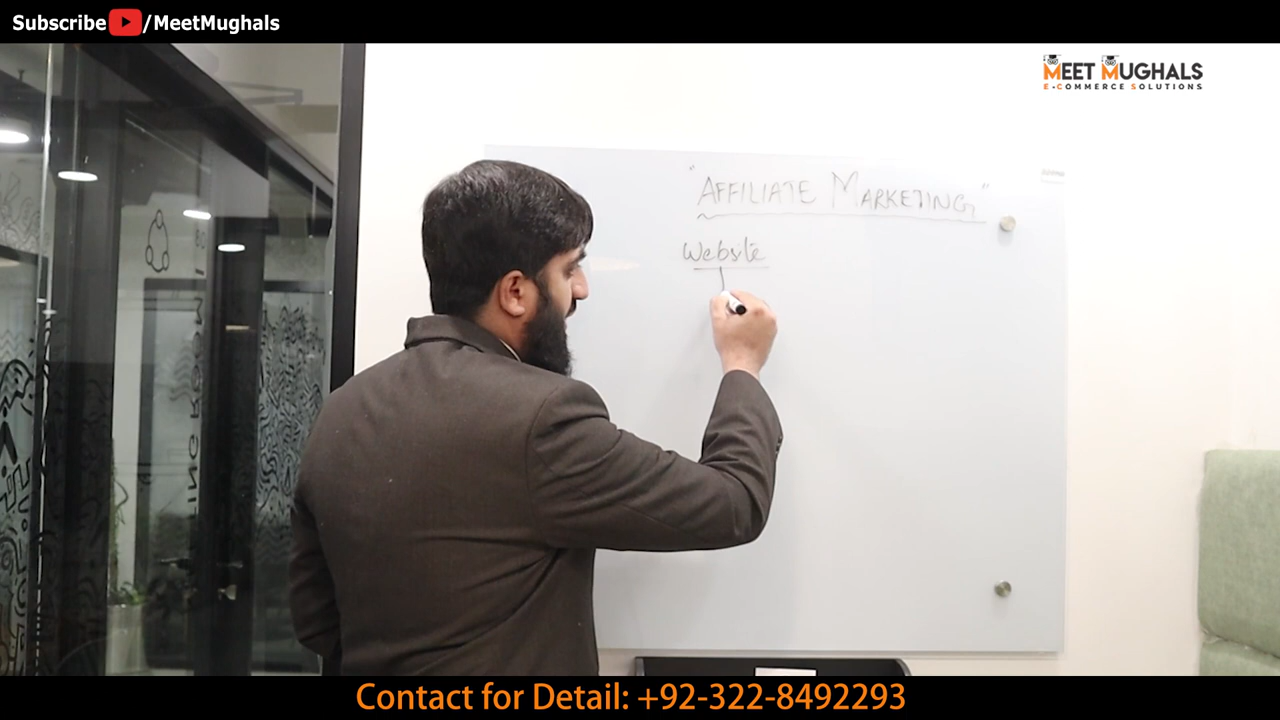 Subscribe /MeetMughals
MEET MUGHALS
E-COMMERCE SOLUTIONS
"AFFILIATE MARKETING"
Website
Contact for Detail: +92-322-8492293